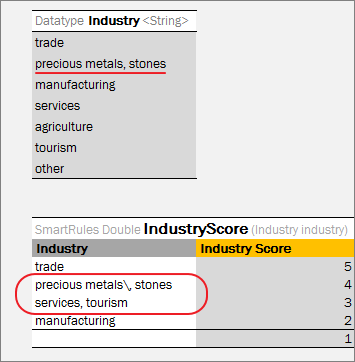 Datatype Industry <String>
trade
precious metals, stones
manufacturing
services
agriculture
tourism
other
SmartRules Double IndustryScore (Industry industry)
Industry Industry Score
trade 5
precious metals\, stones 4
services, tourism 3
manufacturing 2
1